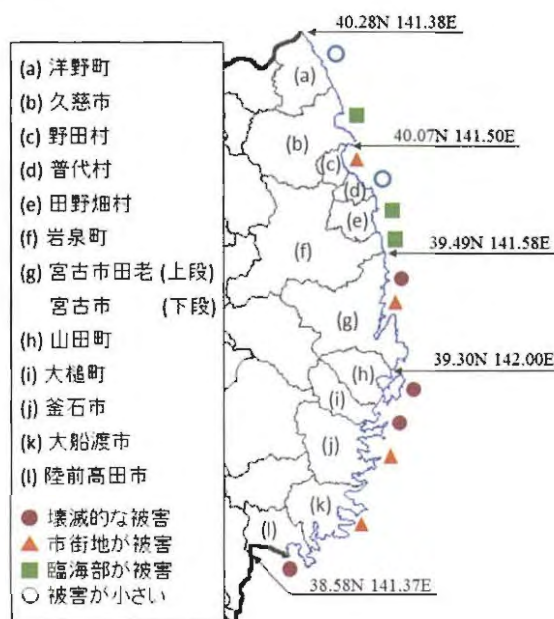 (a) 洋野町
(b) 久慈市
(c) 野田村
(d) 普代村
(e) 田野畑村
(f) 岩泉町
(g) 宮古市田老 (上段)
宮古市 (下段)
(h) 山田町
(i) 大槌町
(j) 釜石市
(k) 大船渡市
(l) 陸前高田市
壊滅的な被害
市街地が被害
臨海部が被害
被害が小さい
40.28N 141.38E
(a)
(b)
40.07N 141.50E
(c)
(d)
(e)
(f)
39.49N 141.58E
(g)
39.30N 142.00E
(h)
(i)
(j)
(k)
(l)
38.58N 141.37E